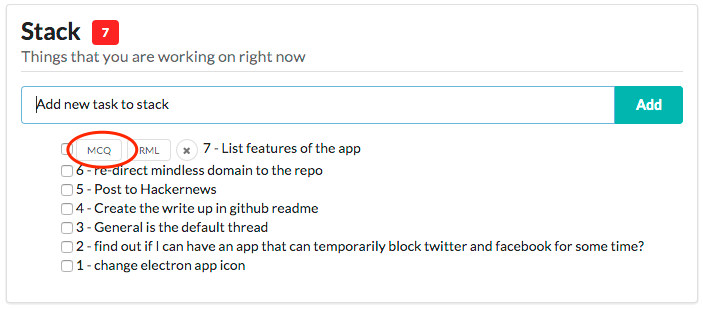 Stack 7
Things that you are working on right now
Add new task to stack Add
MCQ RML × 7 - List features of the app
6 - re-direct mindless domain to the repo
5 - Post to Hackernews
4 - Create the write up in github readme
3 - General is the default thread
2 - find out if I can have an app that can temporarily block twitter and facebook for some time?
1 - change electron app icon